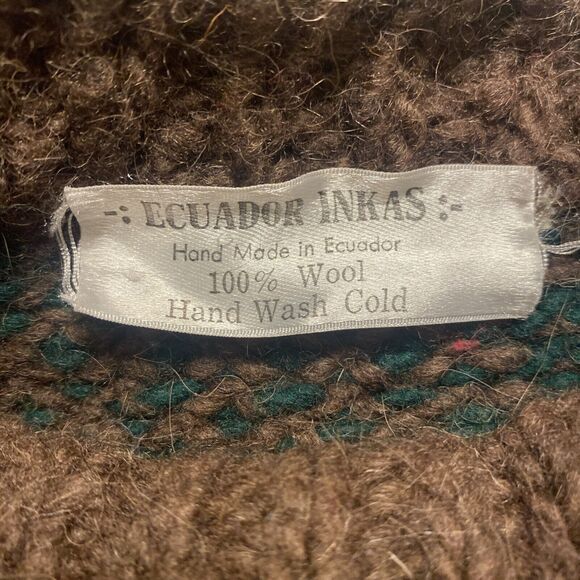 -: ECUADOR INKAS :-
Hand Made in Ecuador
100% Wool
Hand Wash Cold